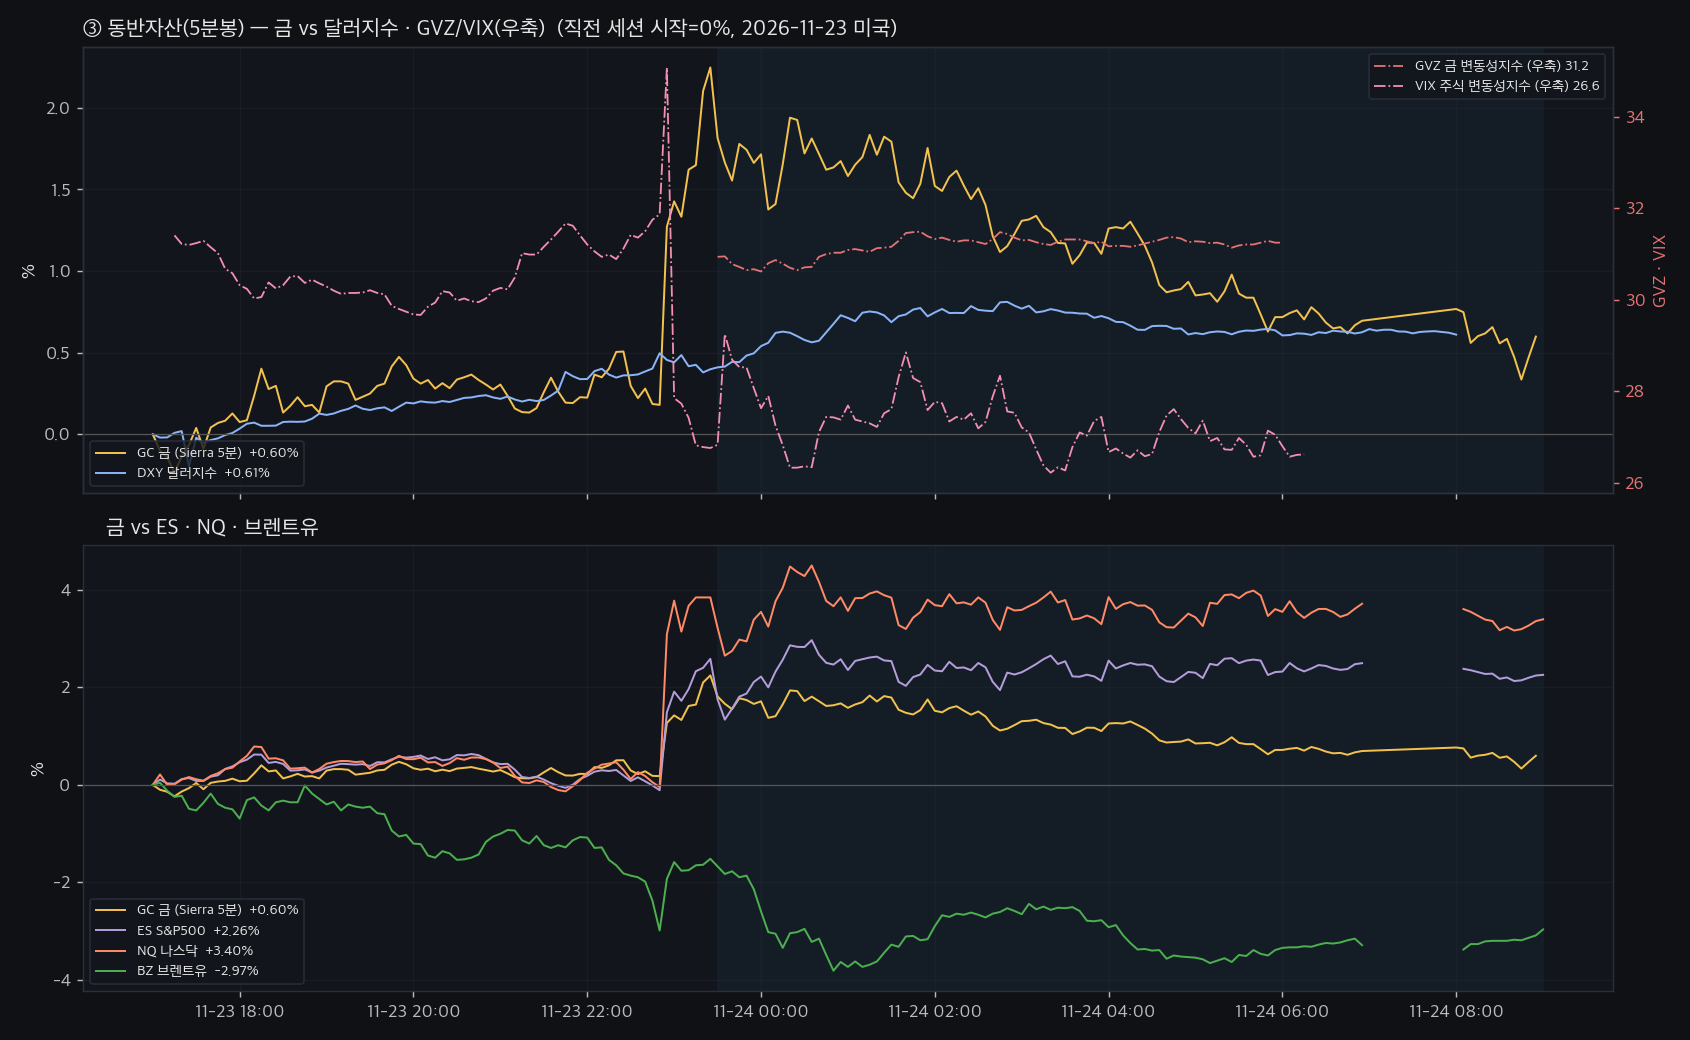 ③ 동반자산(5분봉) — 금 vs 달러지수 · GVZ/VIX(우축)  (직전 세션 시작=0%, 2026-11-23 미국)
GVZ 금 변동성지수 (우축) 31.2
VIX 주식 변동성지수 (우축) 26.6
2.0
1.5
1.0
0.5
0.0
%
34
32
30
28
26
GVZ · VIX
GC 금 (Sierra 5분)  +0.60%
DXY 달러지수  +0.61%
금 vs ES · NQ · 브렌트유
4
2
0
-2
-4
%
GC 금 (Sierra 5분)  +0.60%
ES S&P500  +2.26%
NQ 나스닥  +3.40%
BZ 브렌트유  -2.97%
11-23 18:00
11-23 20:00
11-23 22:00
11-24 00:00
11-24 02:00
11-24 04:00
11-24 06:00
11-24 08:00